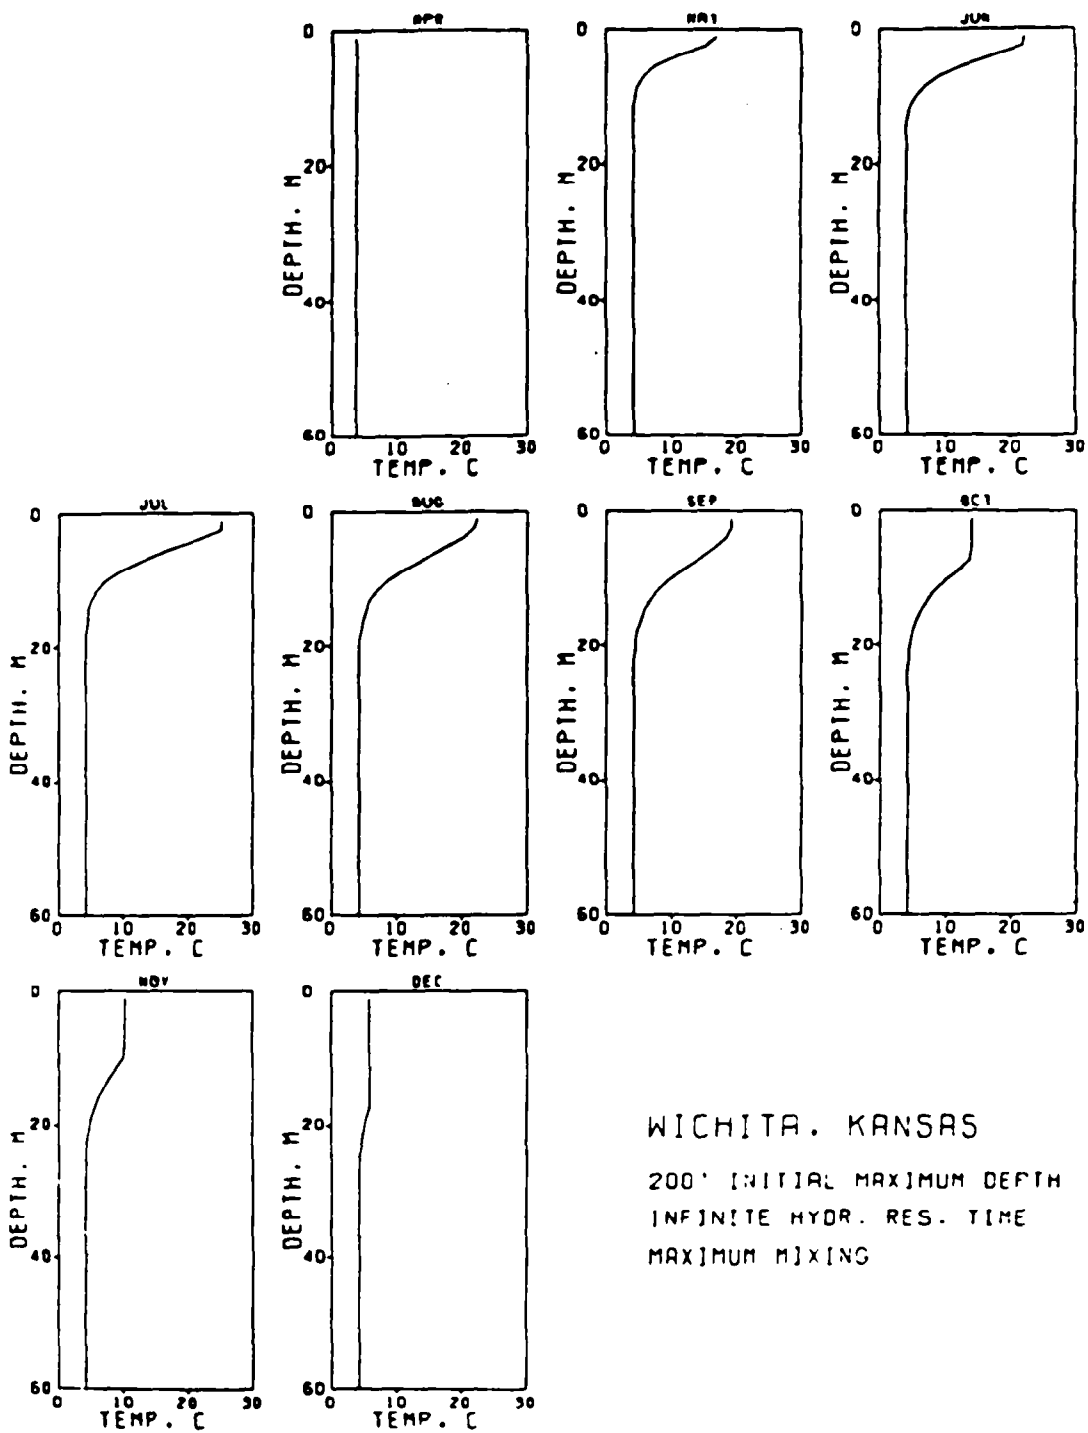 APR
MAY
JUN
0
0
0
20
20
20
40
40
40
60
60
60
DEPTH. M
DEPTH. M
DEPTH. M
0 10 20 30
0 10 20 30
0 10 20 30
TEMP. C
TEMP. C
TEMP. C
JUL
AUG
SEP
OCT
0
0
0
0
20
20
20
20
40
40
40
40
60
60
60
60
DEPTH. M
DEPTH. M
DEPTH. M
DEPTH. M
0 10 20 30
0 10 20 30
0 10 20 30
0 10 20 30
TEMP. C
TEMP. C
TEMP. C
TEMP. C
NOV
DEC
0
0
20
20
40
40
60
60
DEPTH. M
DEPTH. M
0 10 20 30
0 10 20 30
TEMP. C
TEMP. C
WICHITA. KANSAS
200' INITIAL MAXIMUM DEPTH
INFINITE HYDR. RES. TIME
MAXIMUM MIXING